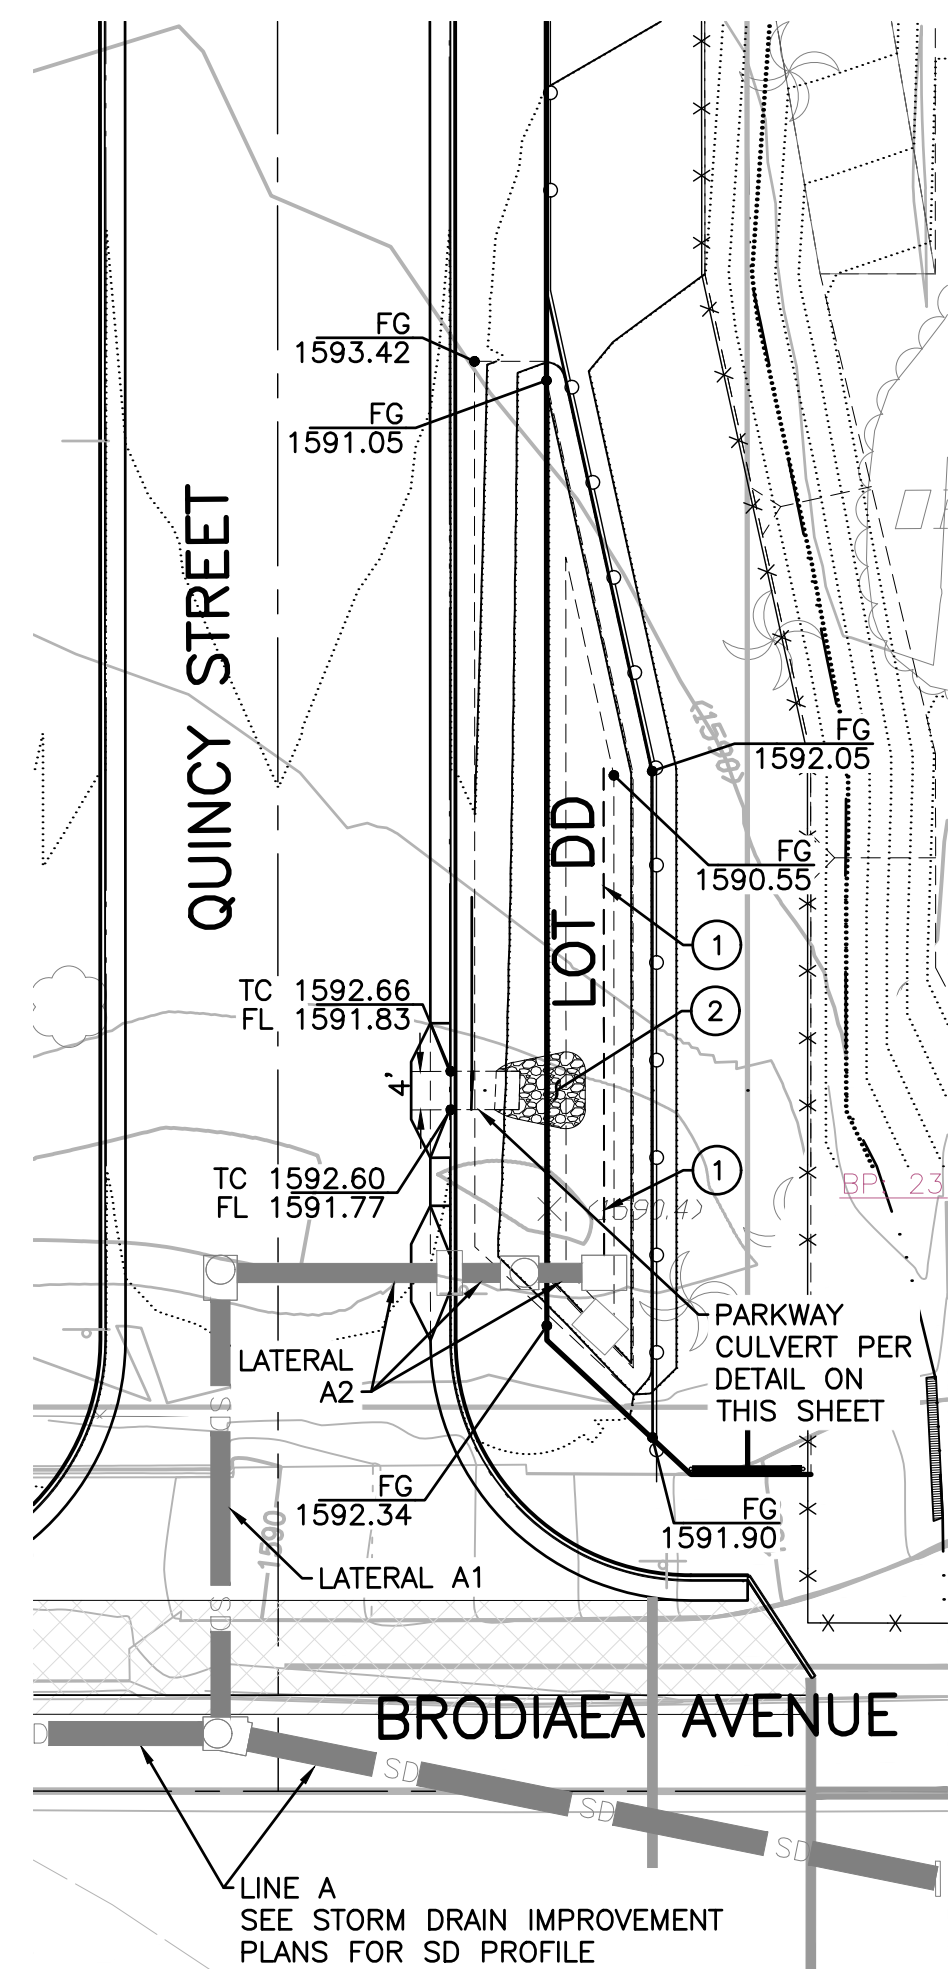 FG
1593.42
FG
1591.05
QUINCY STREET
(1590)
FG
1592.05
LOT DD
FG
1590.55
1
2
TC 1592.66
FL 1591.83
4'
TC 1592.60
FL 1591.77
1
BP: 23
(1590.4)
PARKWAY
CULVERT PER
DETAIL ON
THIS SHEET
LATERAL
A2
SD
FG
1592.34
FG
1591.90
1590
LATERAL A1
SD
BRODIAEA AVENUE
SD
SD
SD
LINE A
SEE STORM DRAIN IMPROVEMENT
PLANS FOR SD PROFILE